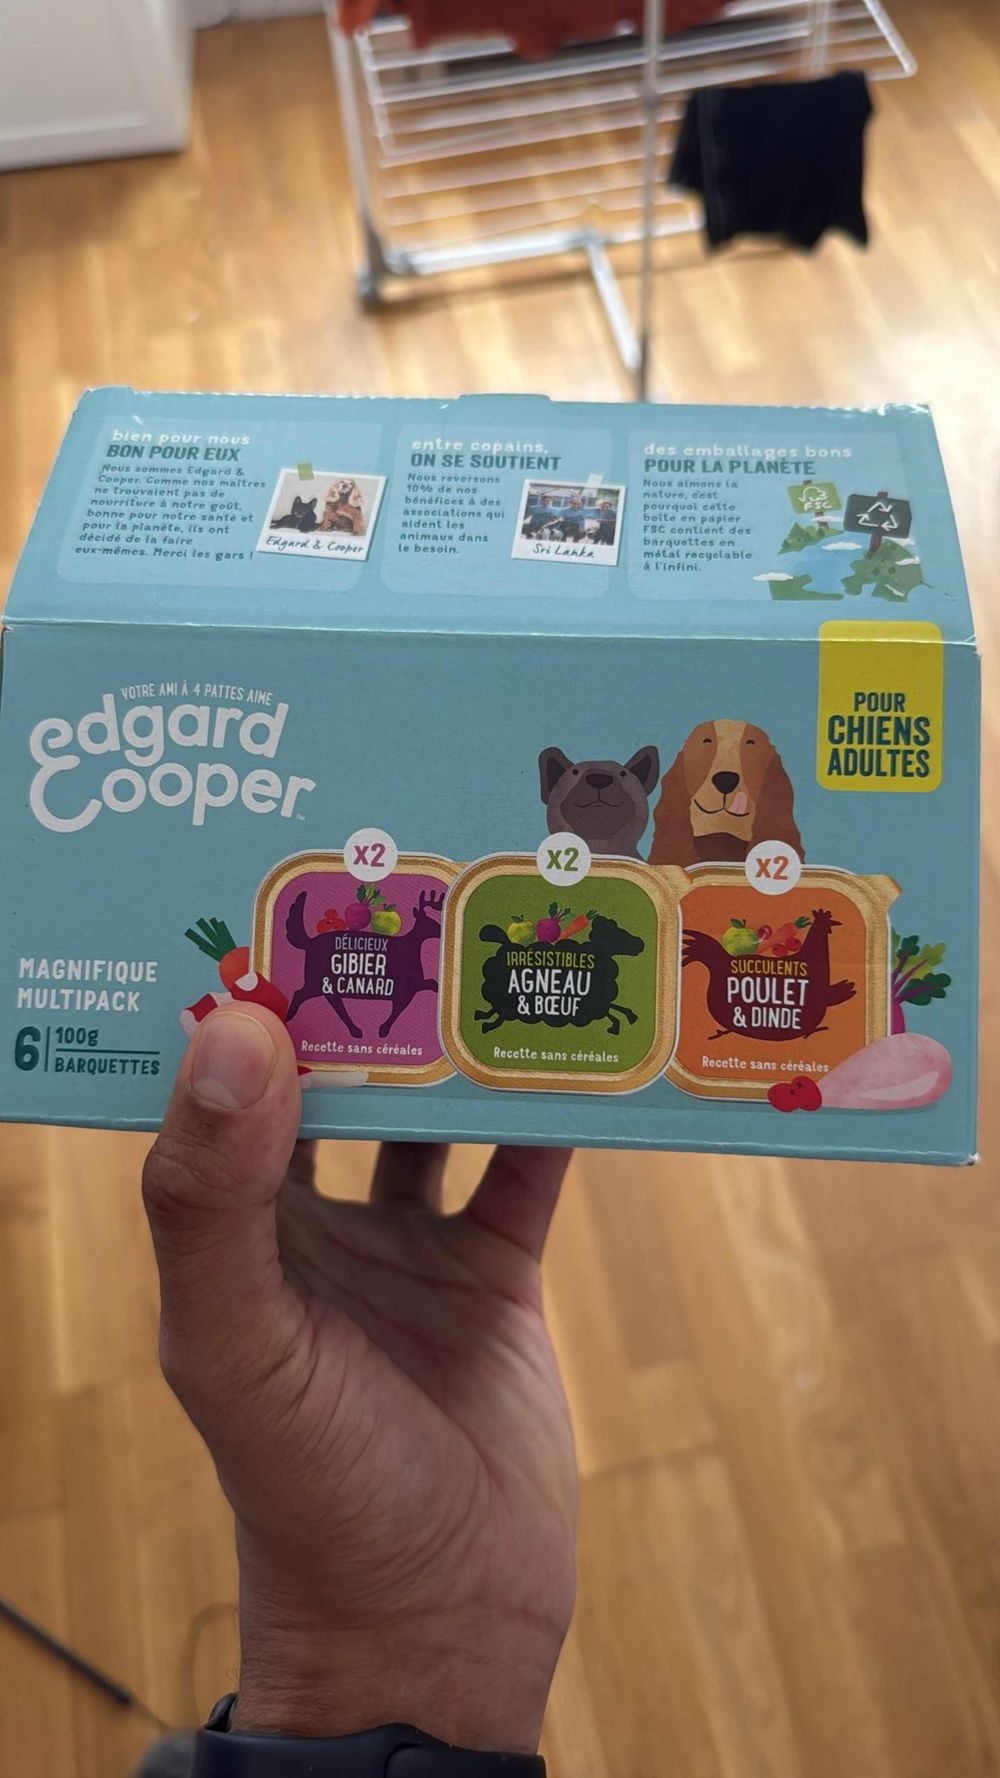 bien pour nous
BON POUR EUX
Nous sommes Edgard &
Cooper. Comme nos maîtres
ne trouvaient pas de
nourriture à notre goût,
bonne pour notre santé et
pour la planète, ils ont
décidé de la faire
eux-mêmes. Merci les gars !
Edgard & Cooper
entre copains,
ON SE SOUTIENT
Nous reversons
10% de nos
bénéfices à des
associations qui
aident les
animaux dans
le besoin.
Sri Lanka
des emballages bons
POUR LA PLANÈTE
Nous aimons la
nature, c'est
pourquoi cette
boîte en papier
FSC contient des
barquettes en
métal recyclable
à l'infini.
FSC
VOTRE AMI À 4 PATTES AIME
edgard
Cooper™
POUR
CHIENS
ADULTES
MAGNIFIQUE
MULTIPACK
6 100g
BARQUETTES
x2
DÉLICIEUX
GIBIER
& CANARD
Recette sans céréales
x2
IRRÉSISTIBLES
AGNEAU
& BŒUF
Recette sans céréales
x2
SUCCULENTS
POULET
& DINDE
Recette sans céréales